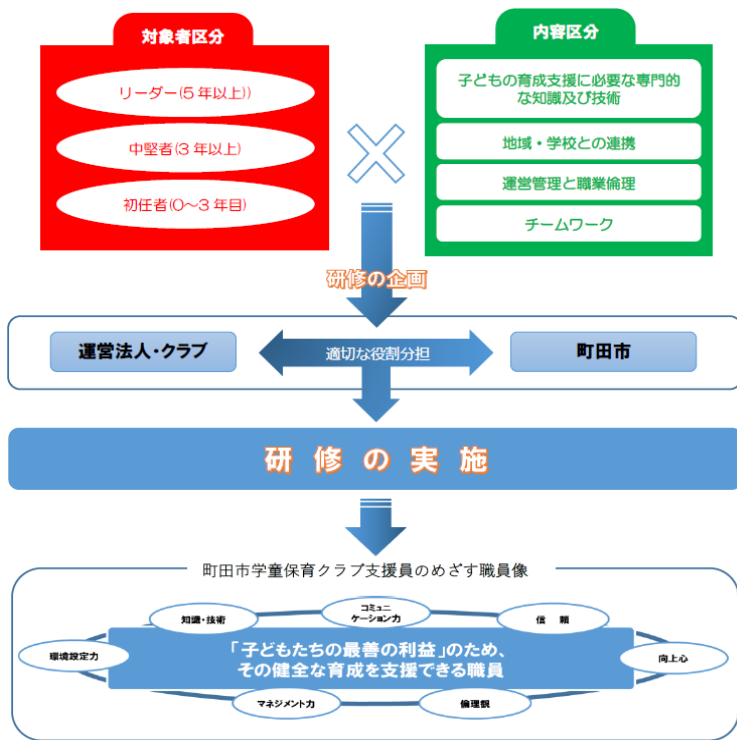 対象者区分
リーダー(5年以上))
中堅者(3年以上)
初任者(0~3年目)
内容区分
子どもの育成支援に必要な専門的
な知識及び技術
地域・学校との連携
運営管理と職業倫理
チームワーク
研修の企画
運営法人・クラブ
適切な役割分担
町田市
研修の実施
町田市学童保育クラブ支援員のめざす職員像
コミュニ
ケーション力
知識・技術
信 頼
環境設定力
「子どもたちの最善の利益」のため、
その健全な育成を支援できる職員
向上心
マネジメント力
倫理観